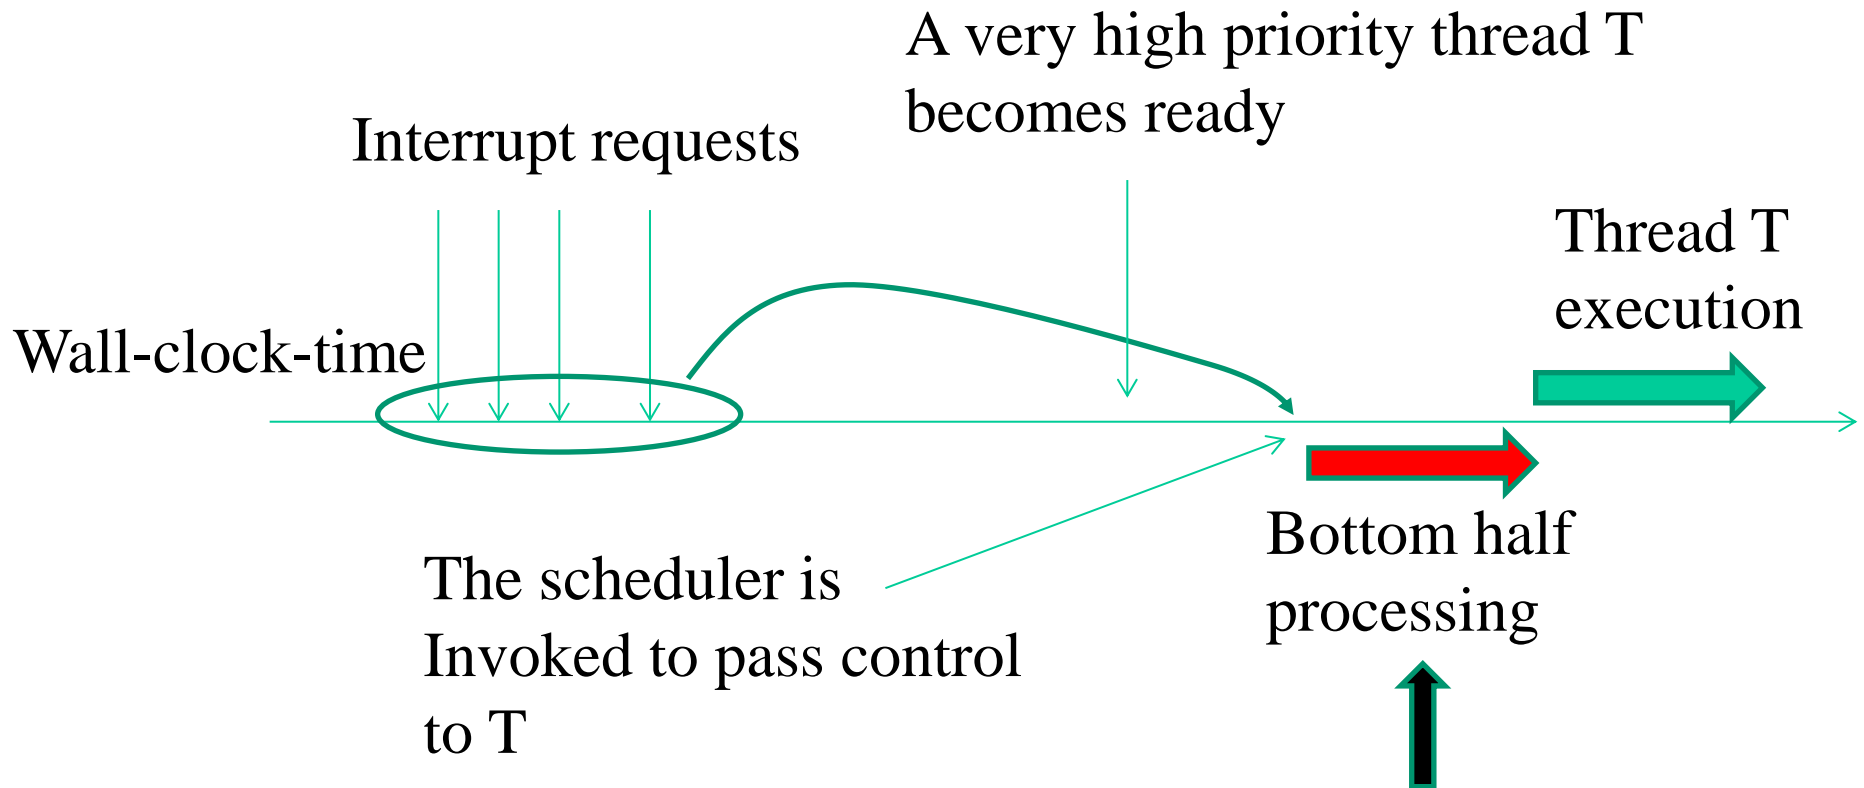 A very high priority thread T
becomes ready
Interrupt requests
Thread T
execution
Wall-clock-time
Bottom half
processing
The scheduler is
Invoked to pass control
to T